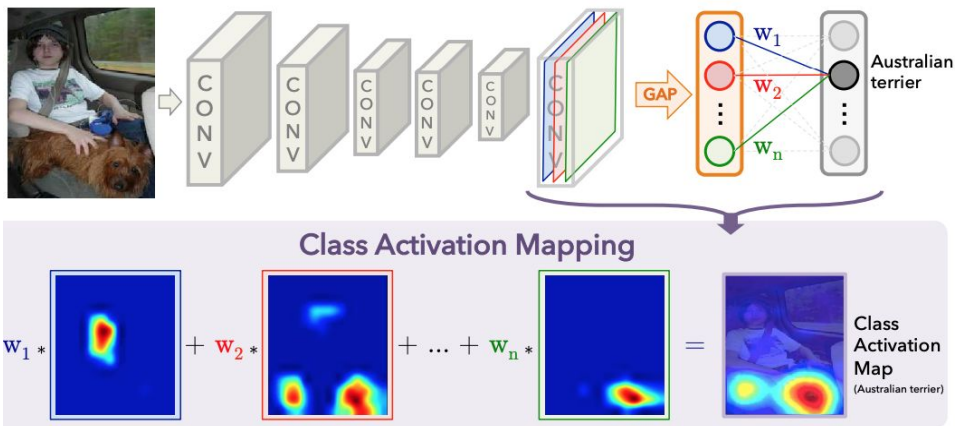 CONV
CONV
CONV
CONV
CONV
CONV
GAP
w1
w2
⋮
wn
⋮
Australian
terrier
Class Activation Mapping
w1 * + w2 * + ... + wn * =
Class
Activation
Map
(Australian terrier)